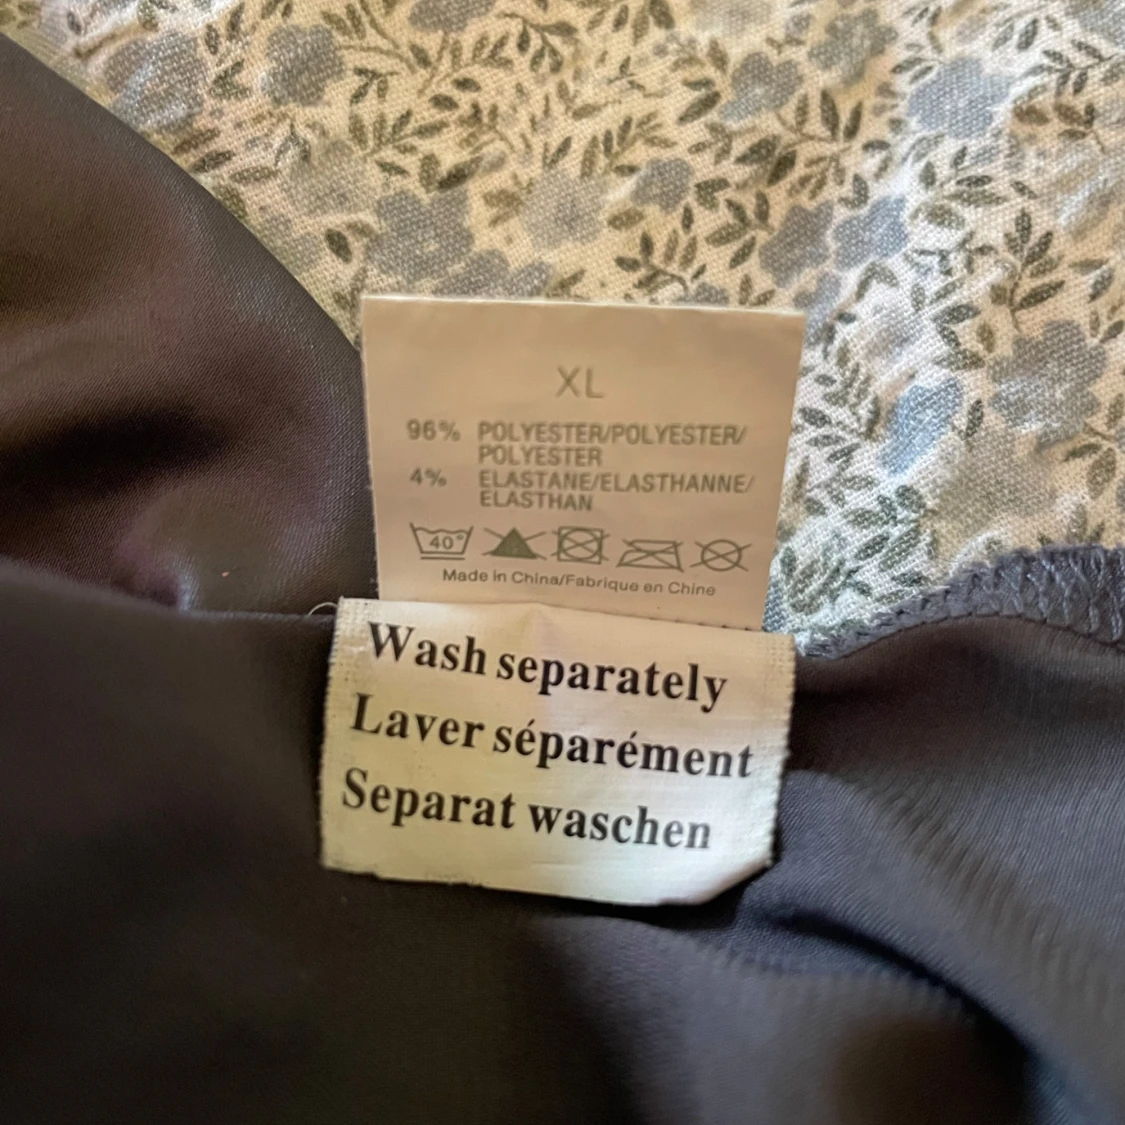 XL
96% POLYESTER/POLYESTER/
POLYESTER
4% ELASTANE/ELASTHANNE/
ELASTHAN
40°
Made in China/Fabrique en Chine
Wash separately
Laver séparément
Separat waschen